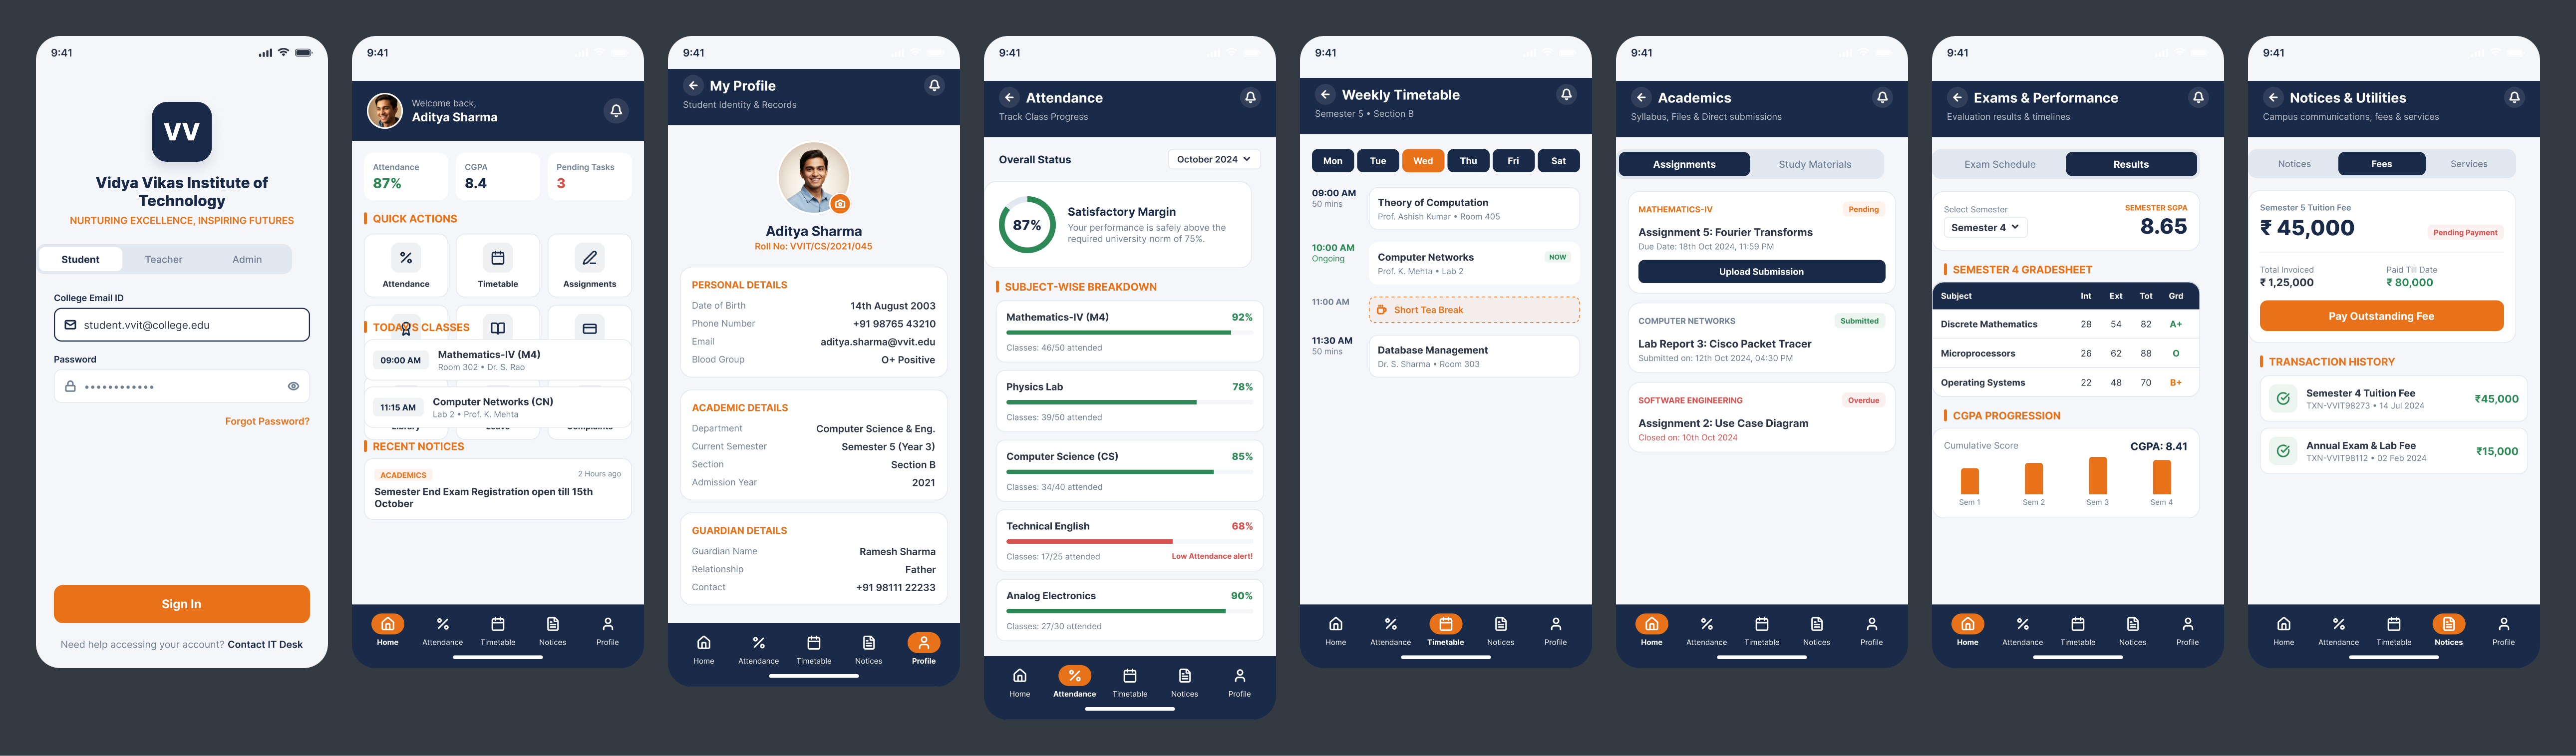 9:41
VV
Vidya Vikas Institute of
Technology
NURTURING EXCELLENCE, INSPIRING FUTURES
Student
Teacher
Admin
College Email ID
student.vvit@college.edu
Password
Forgot Password?
Sign In
Need help accessing your account? Contact IT Desk
9:41
Welcome back,
Aditya Sharma
Attendance
87%
CGPA
8.4
Pending Tasks
3
QUICK ACTIONS
Attendance
Timetable
Assignments
TODAY'S CLASSES
09:00 AM
Mathematics-IV (M4)
Room 302 • Dr. S. Rao
11:15 AM
Computer Networks (CN)
Lab 2 • Prof. K. Mehta
Library
Leave
Complaints
RECENT NOTICES
ACADEMICS
2 Hours ago
Semester End Exam Registration open till 15th
October
Home
Attendance
Timetable
Notices
Profile
9:41
My Profile
Student Identity & Records
Aditya Sharma
Roll No: VVIT/CS/2021/045
PERSONAL DETAILS
Date of Birth
14th August 2003
Phone Number
+91 98765 43210
Email
aditya.sharma@vvit.edu
Blood Group
O+ Positive
ACADEMIC DETAILS
Department
Computer Science & Eng.
Current Semester
Semester 5 (Year 3)
Section
Section B
Admission Year
2021
GUARDIAN DETAILS
Guardian Name
Ramesh Sharma
Relationship
Father
Contact
+91 98111 22233
Home
Attendance
Timetable
Notices
Profile
9:41
Attendance
Track Class Progress
Overall Status
October 2024
87%
Satisfactory Margin
Your performance is safely above the
required university norm of 75%.
SUBJECT-WISE BREAKDOWN
Mathematics-IV (M4)
92%
Classes: 46/50 attended
Physics Lab
78%
Classes: 39/50 attended
Computer Science (CS)
85%
Classes: 34/40 attended
Technical English
68%
Classes: 17/25 attended
Low Attendance alert!
Analog Electronics
90%
Classes: 27/30 attended
Home
Attendance
Timetable
Notices
Profile
9:41
Weekly Timetable
Semester 5 • Section B
Mon
Tue
Wed
Thu
Fri
Sat
09:00 AM
50 mins
Theory of Computation
Prof. Ashish Kumar • Room 405
10:00 AM
Ongoing
Computer Networks
NOW
Prof. K. Mehta • Lab 2
11:00 AM
Short Tea Break
11:30 AM
50 mins
Database Management
Dr. S. Sharma • Room 303
Home
Attendance
Timetable
Notices
Profile
9:41
Academics
Syllabus, Files & Direct submissions
Assignments
Study Materials
MATHEMATICS-IV
Pending
Assignment 5: Fourier Transforms
Due Date: 18th Oct 2024, 11:59 PM
Upload Submission
COMPUTER NETWORKS
Submitted
Lab Report 3: Cisco Packet Tracer
Submitted on: 12th Oct 2024, 04:30 PM
SOFTWARE ENGINEERING
Overdue
Assignment 2: Use Case Diagram
Closed on: 10th Oct 2024
Home
Attendance
Timetable
Notices
Profile
9:41
Exams & Performance
Evaluation results & timelines
Exam Schedule
Results
Select Semester
Semester 4
SEMESTER SGPA
8.65
SEMESTER 4 GRADESHEET
Subject Int Ext Tot Grd
Discrete Mathematics 28 54 82 A+
Microprocessors 26 62 88 O
Operating Systems 22 48 70 B+
CGPA PROGRESSION
Cumulative Score
CGPA: 8.41
Sem 1
Sem 2
Sem 3
Sem 4
Home
Attendance
Timetable
Notices
Profile
9:41
Notices & Utilities
Campus communications, fees & services
Notices
Fees
Services
Semester 5 Tuition Fee
₹ 45,000
Pending Payment
Total Invoiced
₹ 1,25,000
Paid Till Date
₹ 80,000
Pay Outstanding Fee
TRANSACTION HISTORY
Semester 4 Tuition Fee
TXN-VVIT98273 • 14 Jul 2024
₹45,000
Annual Exam & Lab Fee
TXN-VVIT98112 • 02 Feb 2024
₹15,000
Home
Attendance
Timetable
Notices
Profile